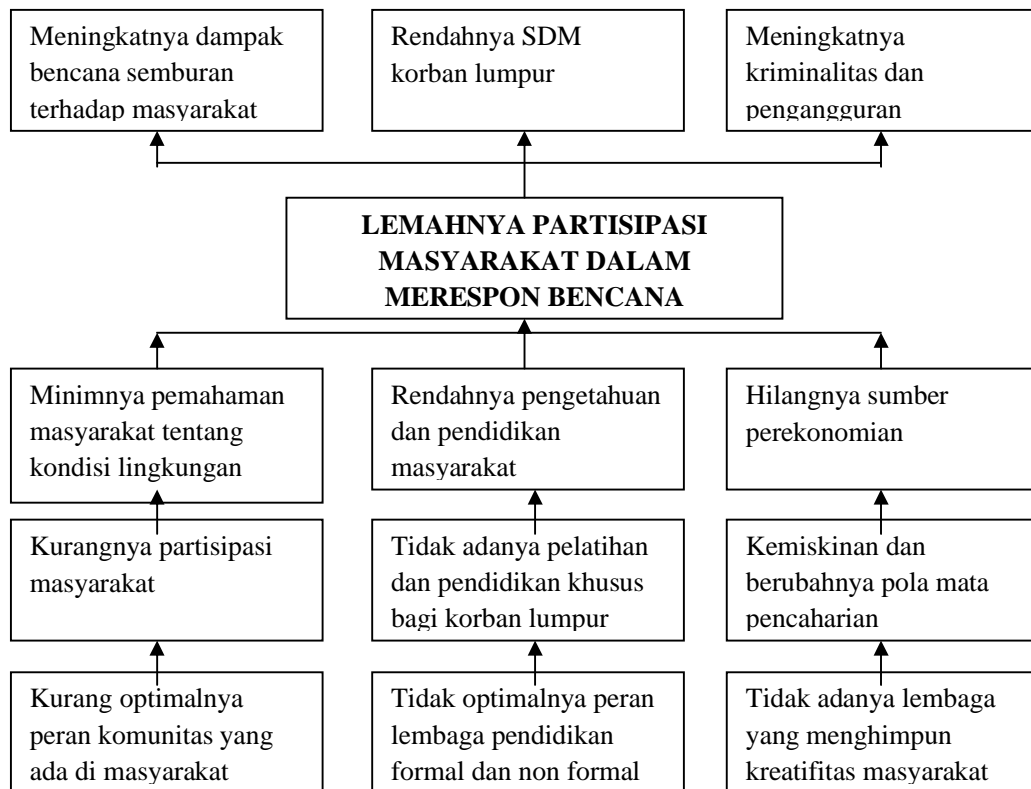 Meningkatnya dampak
bencana semburan
terhadap masyarakat
Rendahnya SDM
korban lumpur
Meningkatnya
kriminalitas dan
pengangguran
LEMAHNYA PARTISIPASI
MASYARAKAT DALAM
MERESPON BENCANA
Minimnya pemahaman
masyarakat tentang
kondisi lingkungan
Rendahnya pengetahuan
dan pendidikan
masyarakat
Hilangnya sumber
perekonomian
Kurangnya partisipasi
masyarakat
Tidak adanya pelatihan
dan pendidikan khusus
bagi korban lumpur
Kemiskinan dan
berubahnya pola mata
pencaharian
Kurang optimalnya
peran komunitas yang
ada di masyarakat
Tidak optimalnya peran
lembaga pendidikan
formal dan non formal
Tidak adanya lembaga
yang menghimpun
kreatifitas masyarakat